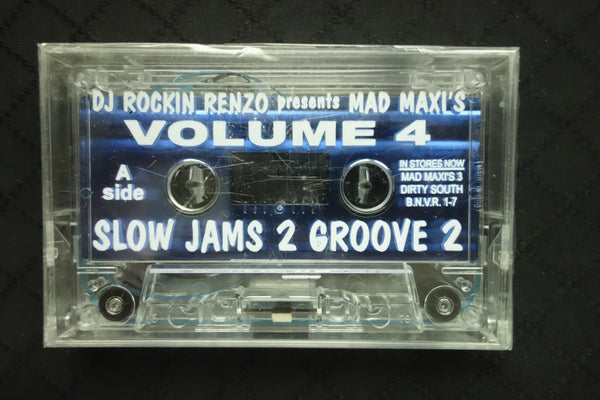 DJ ROCKIN RENZO presents MAD MAXI'S
VOLUME 4
A
side
IN STORES NOW
MAD MAXI'S 3
DIRTY SOUTH
B.N.V.R. 1-7
SLOW JAMS 2 GROOVE 2